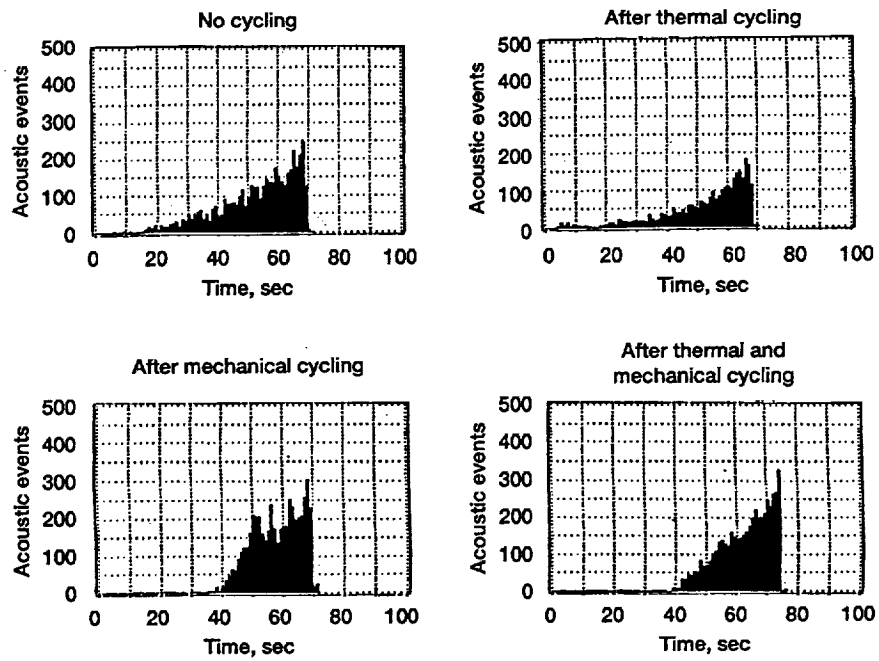 No cycling
500
400
300
200
100
0
Acoustic events
0 20 40 60 80 100
Time, sec
After thermal cycling
500
400
300
200
100
0
Acoustic events
0 20 40 60 80 100
Time, sec
After mechanical cycling
500
400
300
200
100
0
Acoustic events
0 20 40 60 80 100
Time, sec
After thermal and
mechanical cycling
500
400
300
200
100
0
Acoustic events
0 20 40 60 80 100
Time, sec